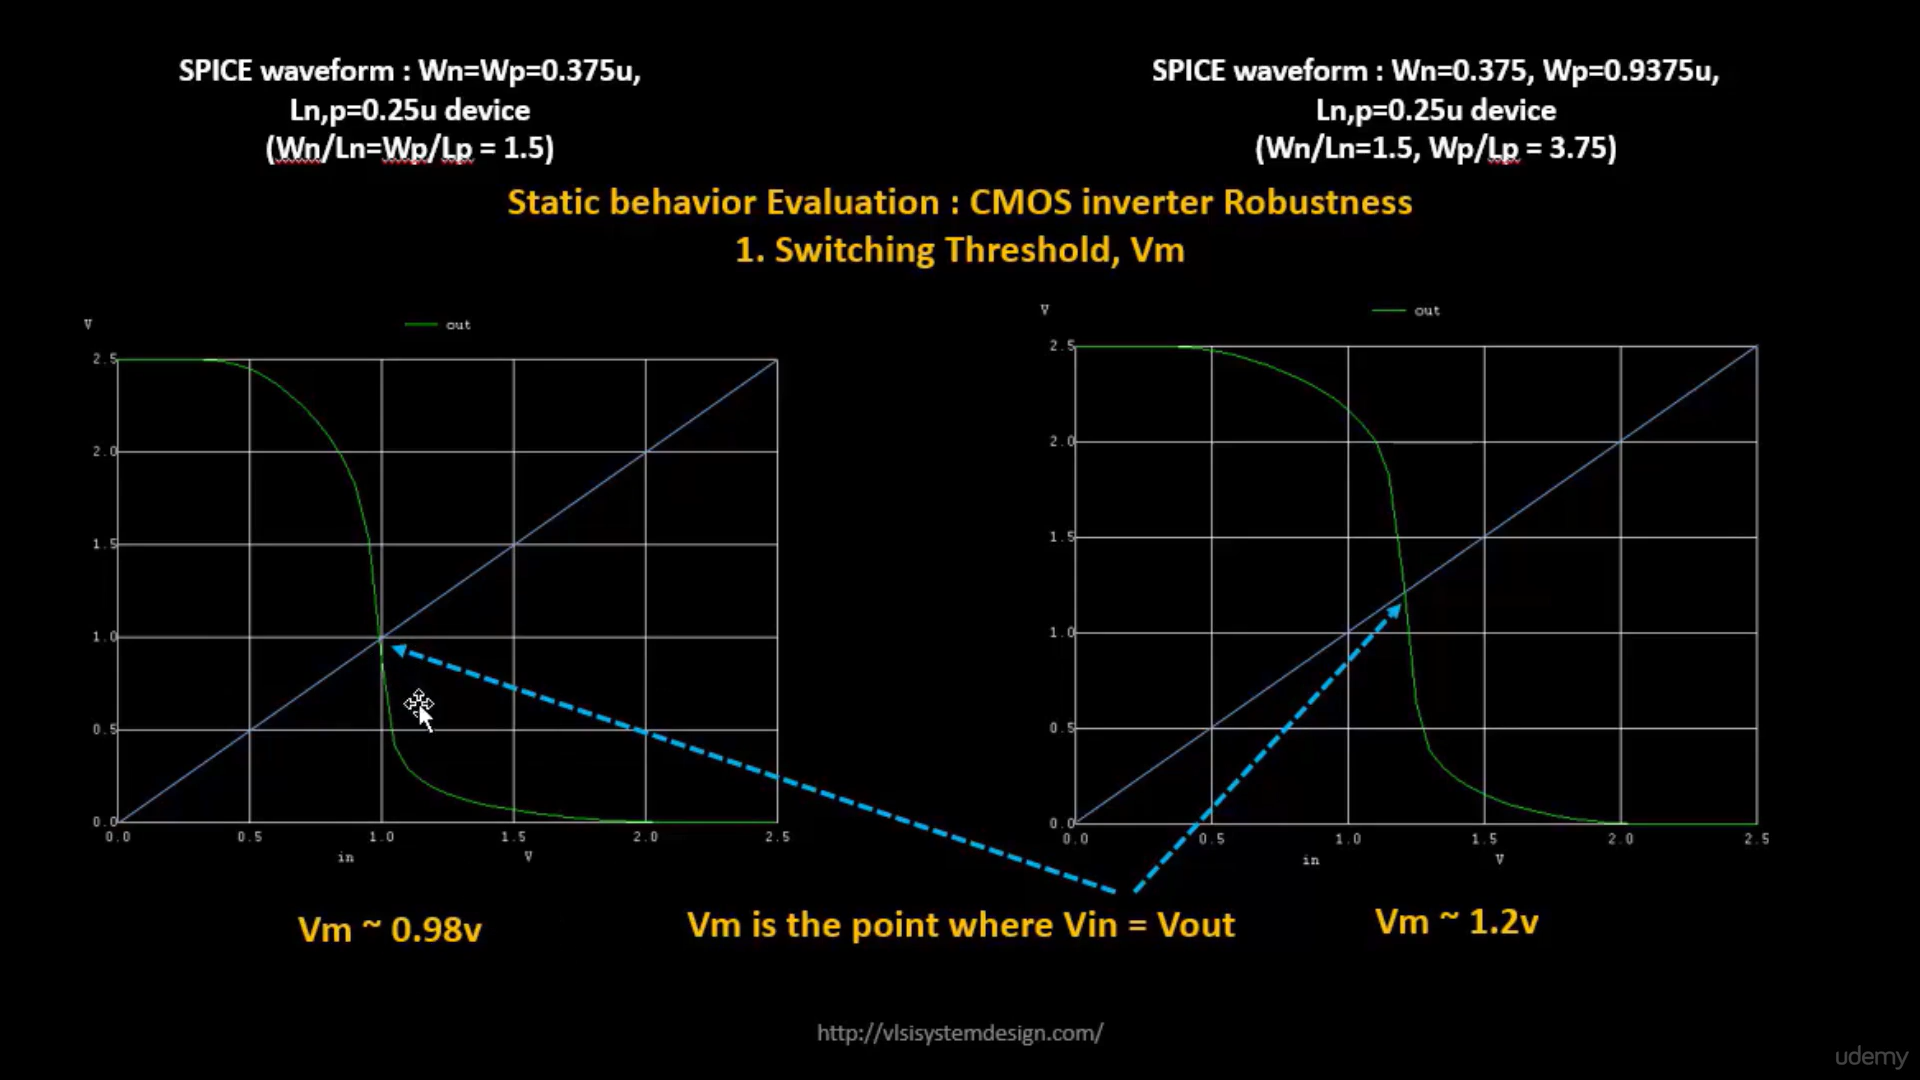 SPICE waveform : Wn=Wp=0.375u,
Ln,p=0.25u device
(Wn/Ln=Wp/Lp = 1.5)
SPICE waveform : Wn=0.375, Wp=0.9375u,
Ln,p=0.25u device
(Wn/Ln=1.5, Wp/Lp = 3.75)
Static behavior Evaluation : CMOS inverter Robustness
1. Switching Threshold, Vm
V
out
2.5
2.0
1.5
1.0
0.5
0.0
0.0 0.5 1.0 1.5 2.0 2.5
in V
V
out
2.5
2.0
1.5
1.0
0.5
0.0
0.0 0.5 1.0 1.5 2.0 2.5
in V
Vm ~ 0.98v
Vm is the point where Vin = Vout
Vm ~ 1.2v
http://vlsisystemdesign.com/
udemy